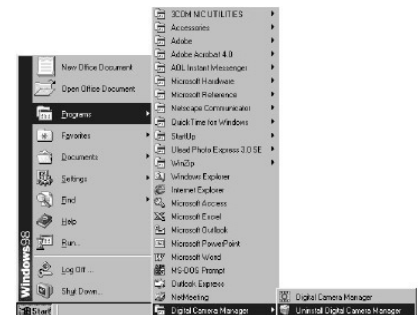 New Office Document
Open Office Document
Programs
Favorites
Documents
Settings
Find
Help
Run...
Log Off ...
Shut Down...
Start
Windows98
3COM NIC UTILITIES
Accessories
Adobe
Adobe Acrobat 4.0
AOL Instant Messenger
Microsoft Hardware
Microsoft Reference
Netscape Communicator
QuickTime for Windows
StartUp
Ulead Photo Express 3.0 SE
WinZip
Windows Explorer
Internet Explorer
Microsoft Access
Microsoft Excel
Microsoft Outlook
Microsoft PowerPoint
Microsoft Word
MS-DOS Prompt
Outlook Express
NetMeeting
Digital Camera Manager
Digital Camera Manager
Uninstall Digital Camera Manager